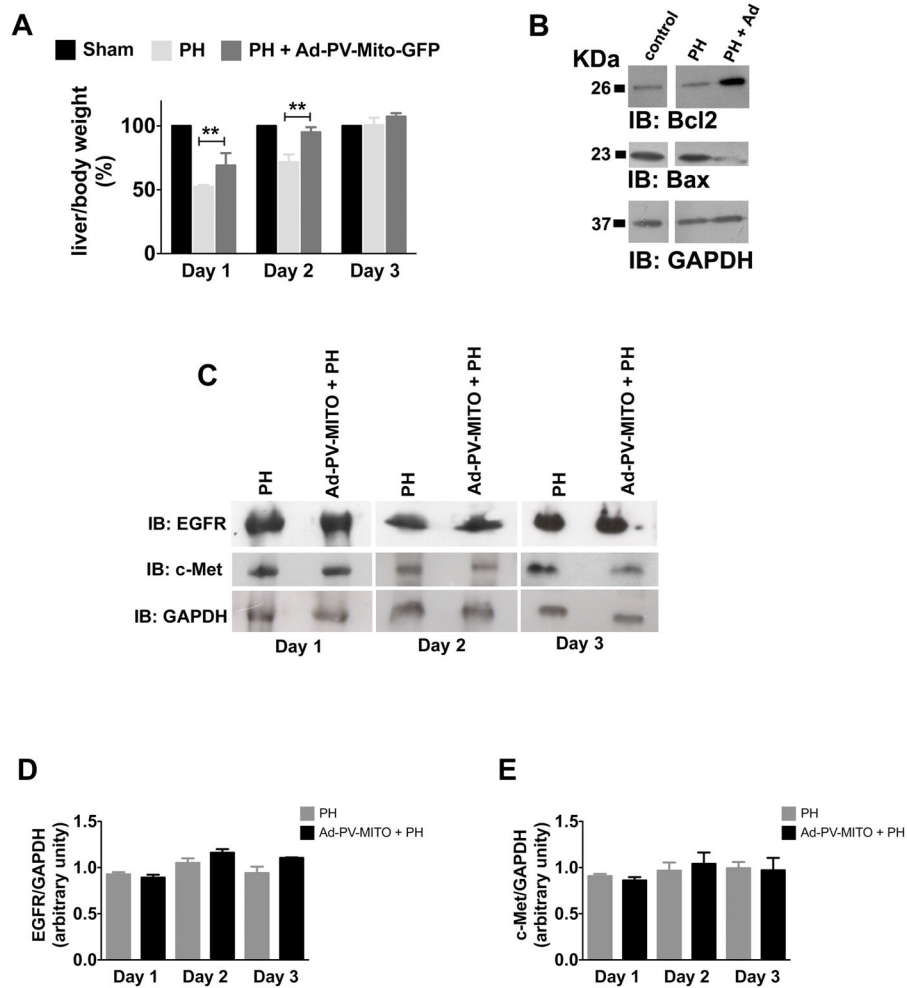 A
Sham PH PH + Ad-PV-Mito-GFP
liver/body weight
(%)
100
50
0
** **
Day 1 Day 2 Day 3
B
control PH PH + Ad
KDa
26
IB: Bcl2
23
IB: Bax
37
IB: GAPDH
C
PH Ad-PV-MITO + PH PH Ad-PV-MITO + PH PH Ad-PV-MITO + PH
IB: EGFR
IB: c-Met
IB: GAPDH
Day 1 Day 2 Day 3
D
PH
Ad-PV-MITO + PH
EGFR/GAPDH
(arbitrary unity)
1.5
1.0
0.5
0.0
Day 1 Day 2 Day 3
E
PH
Ad-PV-MITO + PH
c-Met/GAPDH
(arbitrary unity)
1.5
1.0
0.5
0.0
Day 1 Day 2 Day 3